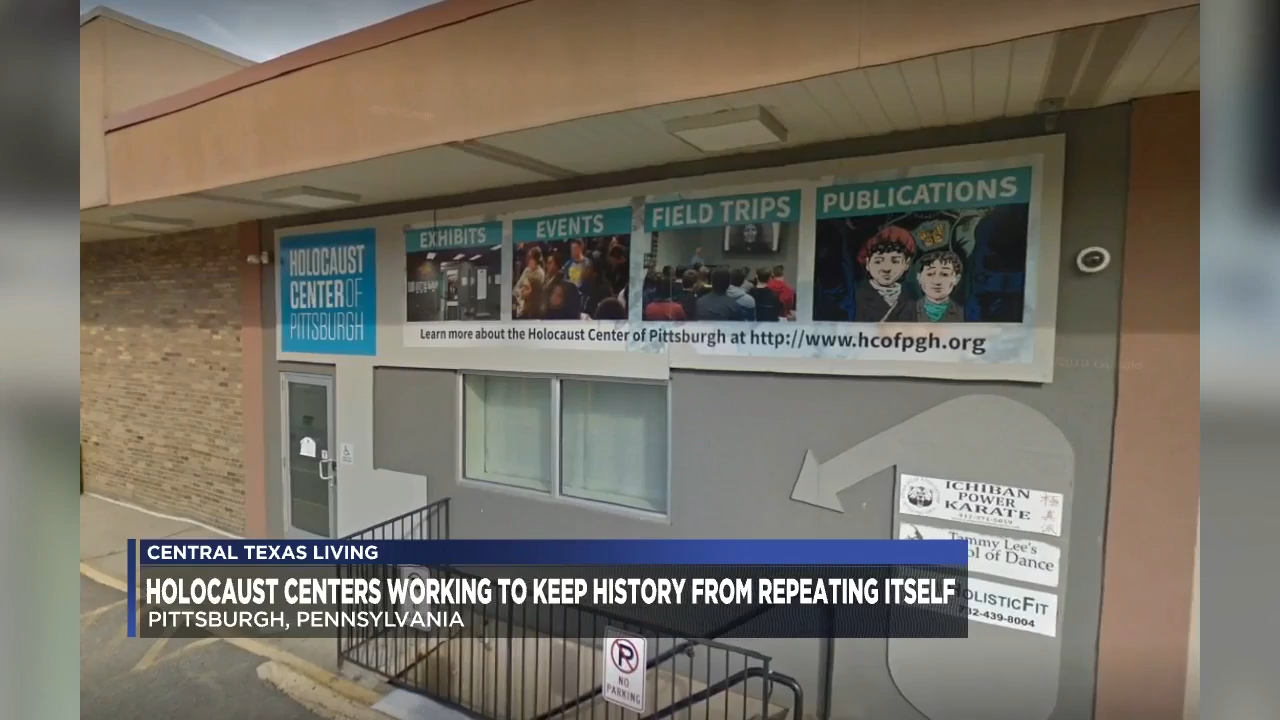 HOLOCAUST
CENTER OF
PITTSBURGH
EXHIBITS
EVENTS
FIELD TRIPS
PUBLICATIONS
Learn more about the Holocaust Center of Pittsburgh at http://www.hcofpgh.org
ICHIBAN
POWER
KARATE
Tammy Lee's
of Dance
HOLISTICFIT
732-439-8004
CENTRAL TEXAS LIVING
HOLOCAUST CENTERS WORKING TO KEEP HISTORY FROM REPEATING ITSELF
PITTSBURGH, PENNSYLVANIA
P
NO
PARKING